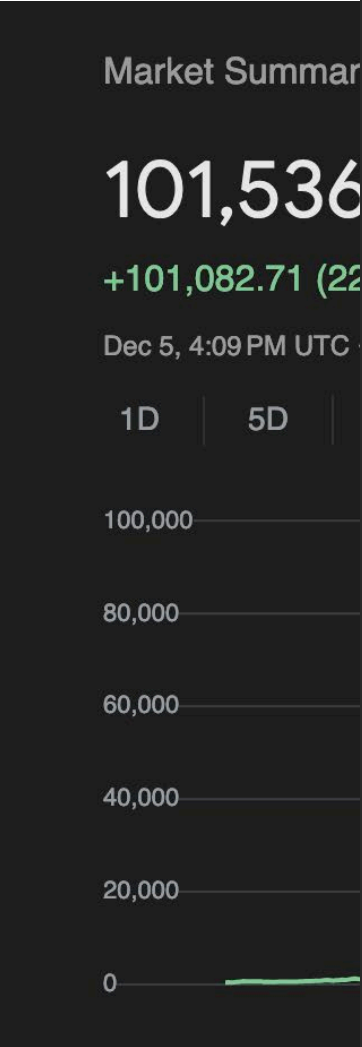 Market Summar
101,536
+101,082.71 (22
Dec 5, 4:09 PM UTC ·
1D 5D
100,000
80,000
60,000
40,000
20,000
0